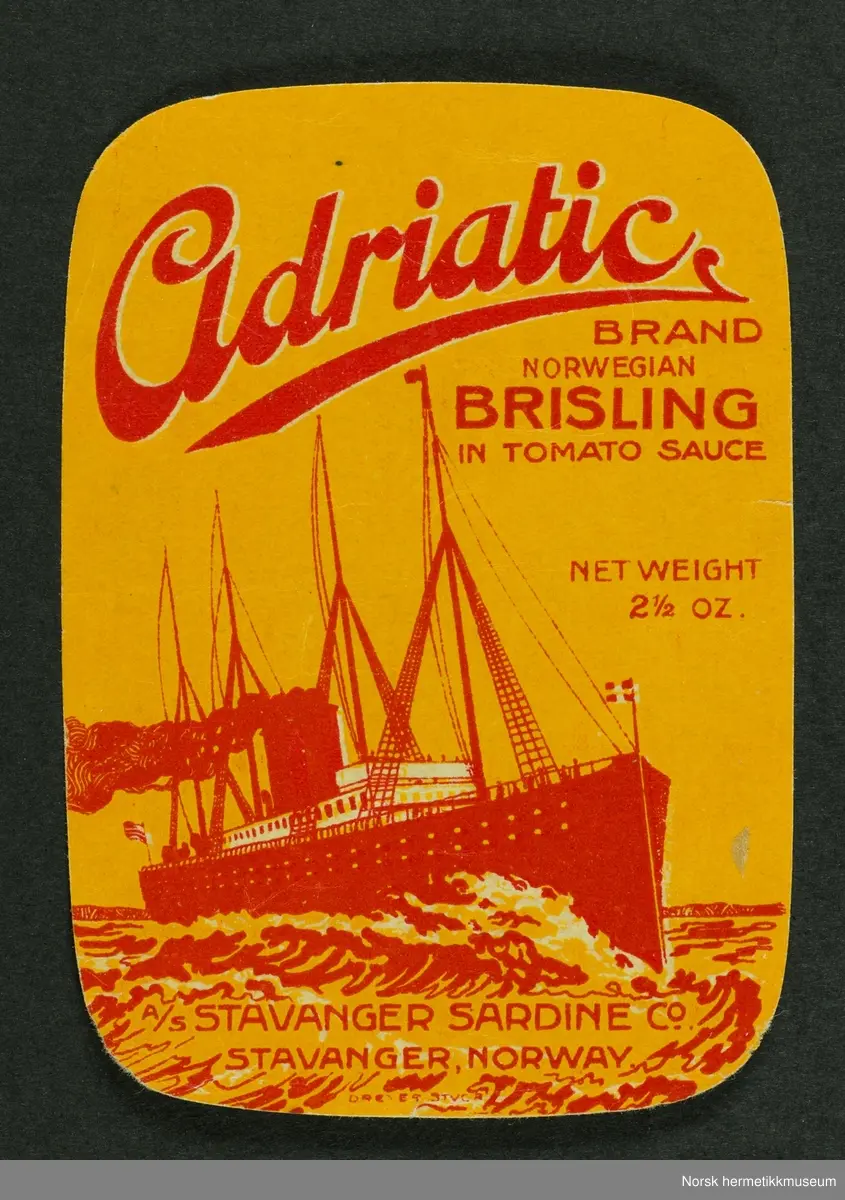 Adriatic
BRAND
NORWEGIAN
BRISLING
IN TOMATO SAUCE
NET WEIGHT
2½ OZ.
A/S STAVANGER SARDINE Co.
STAVANGER, NORWAY
Norsk hermetikkmuseum